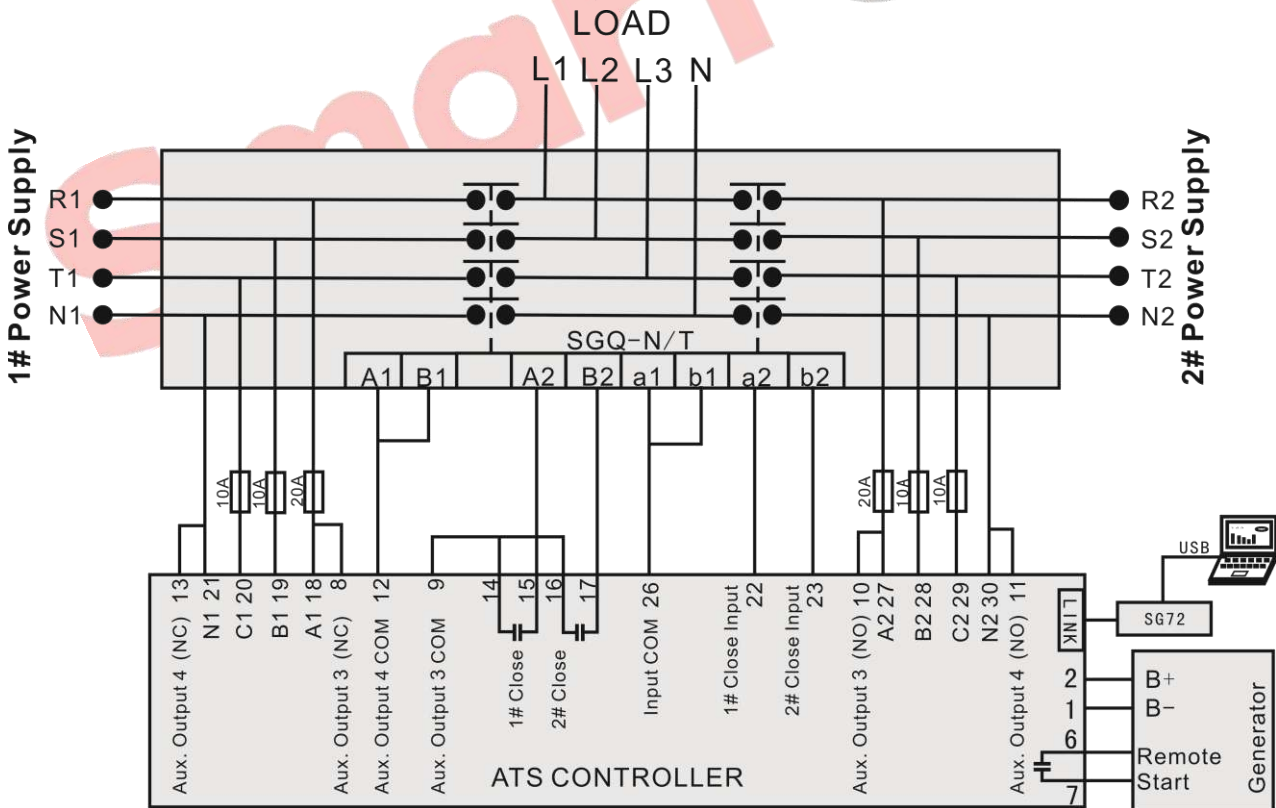 LOAD
L1 L2 L3 N
1# Power Supply
R1
S1
T1
N1
2# Power Supply
R2
S2
T2
N2
SGQ-N/T
A1 B1 A2 B2 a1 b1 a2 b2
10A 10A 20A
20A 10A 10A
USB
Aux. Output 4 (NC) 13
N1 21
C1 20
B1 19
A1 18
Aux. Output 3 (NC) 8
Aux. Output 4 COM 12
Aux. Output 3 COM 9
14
1# Close 15
16
2# Close 17
Input COM 26
1# Close Input 22
2# Close Input 23
Aux. Output 3 (NO) 10
A2 27
B2 28
C2 29
N2 30
Aux. Output 4 (NO) 11
LINK
SG72
2
1
6
7
B+
B-
Remote
Start
Generator
ATS CONTROLLER